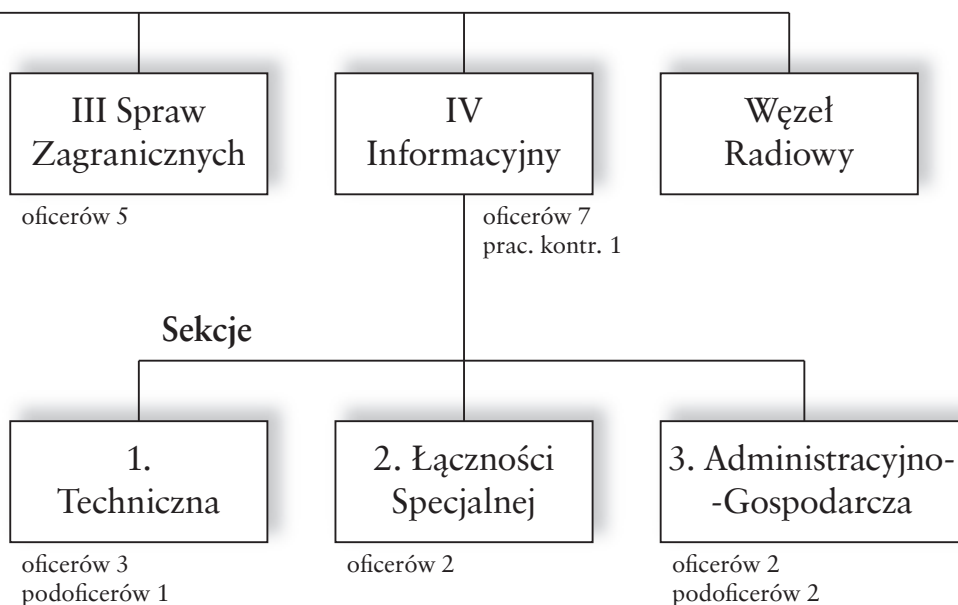 III Spraw
Zagranicznych
oficerów 5
IV
Informacyjny
oficerów 7
prac. kontr. 1
Węzeł
Radiowy
Sekcje
1.
Techniczna
oficerów 3
podoficerów 1
2. Łączności
Specjalnej
oficerów 2
3. Administracyjno-
-Gospodarcza
oficerów 2
podoficerów 2